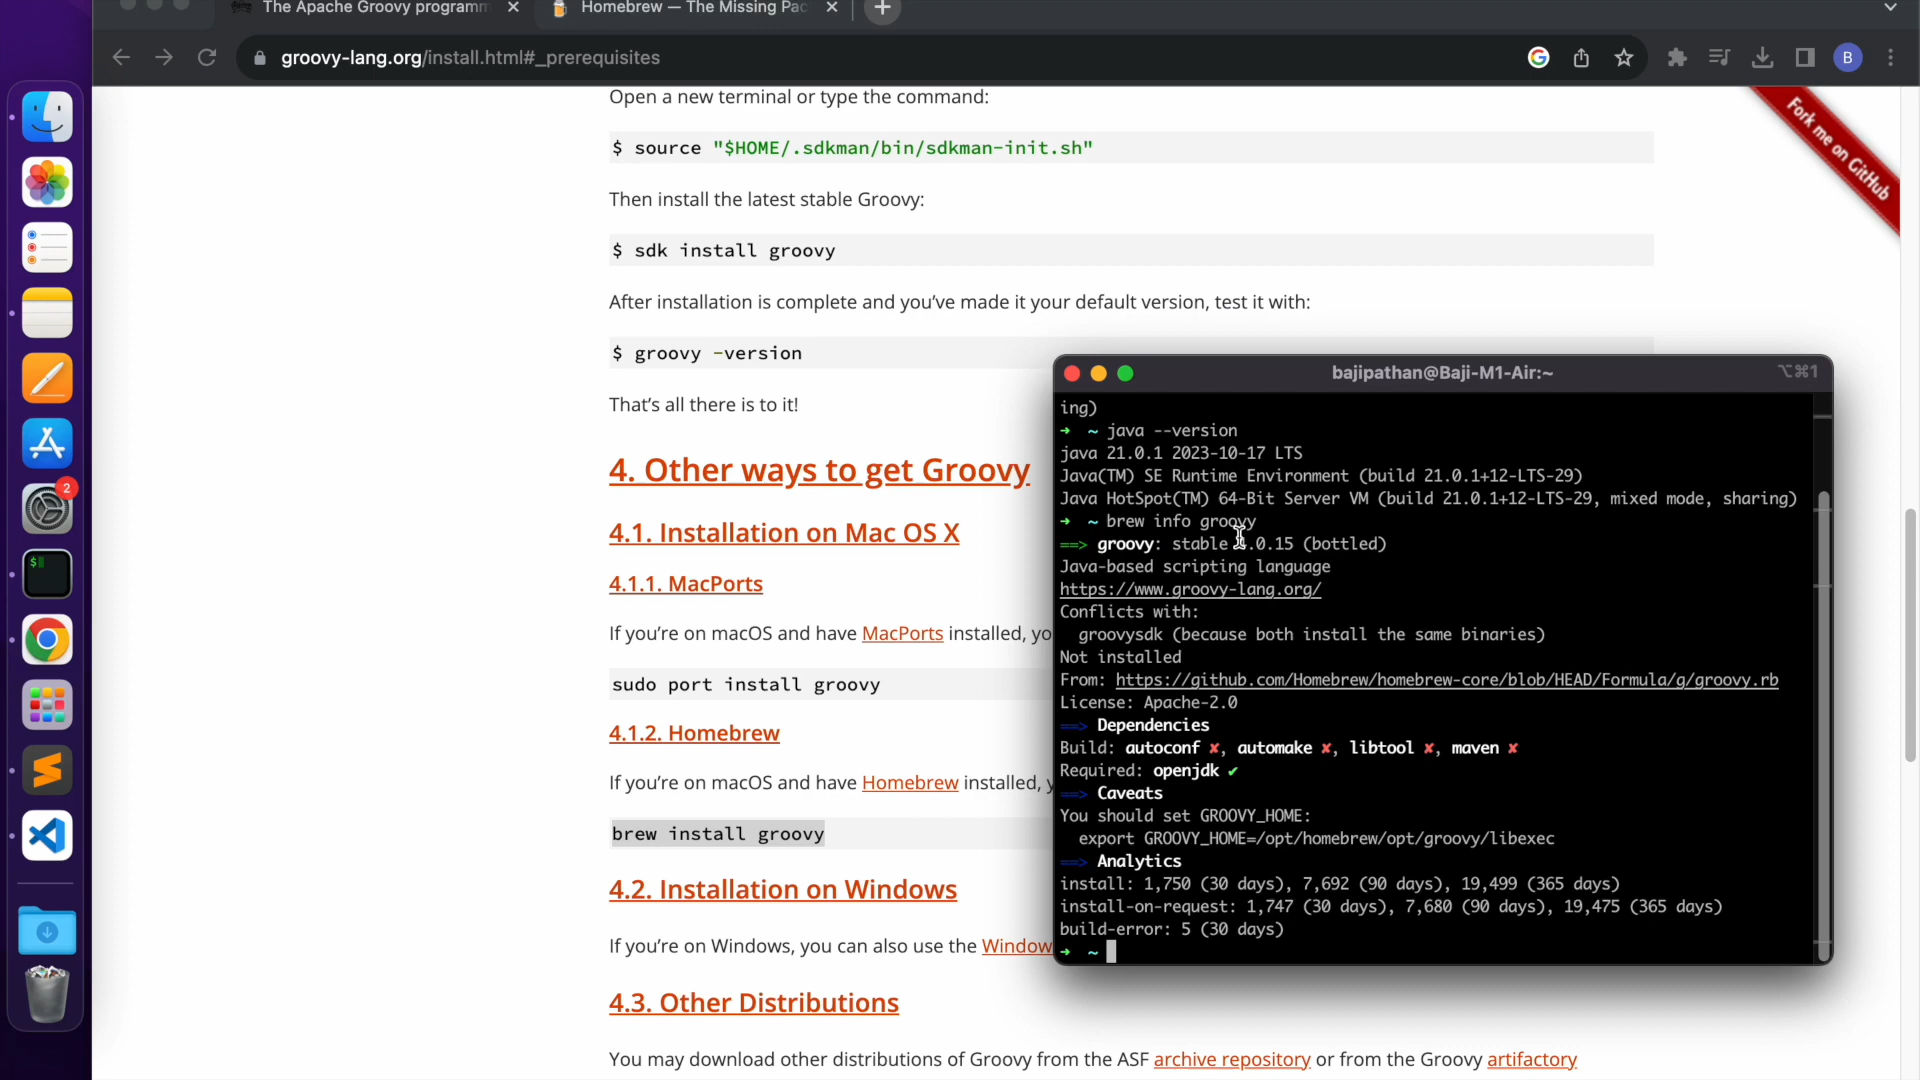 The Apache Groovy programm
Homebrew — The Missing Pac
groovy-lang.org/install.html#_prerequisites
B
Open a new terminal or type the command:
$ source "$HOME/.sdkman/bin/sdkman-init.sh"
Then install the latest stable Groovy:
$ sdk install groovy
After installation is complete and you've made it your default version, test it with:
$ groovy -version
That's all there is to it!
4. Other ways to get Groovy
4.1. Installation on Mac OS X
4.1.1. MacPorts
If you're on macOS and have MacPorts installed, yo
sudo port install groovy
4.1.2. Homebrew
If you're on macOS and have Homebrew installed, y
brew install groovy
4.2. Installation on Windows
If you're on Windows, you can also use the Window
4.3. Other Distributions
You may download other distributions of Groovy from the ASF archive repository or from the Groovy artifactory
Fork me on GitHub
2
$
bajipathan@Baji-M1-Air:~
⌥⌘1
ing)
➜ ~ java --version
java 21.0.1 2023-10-17 LTS
Java(TM) SE Runtime Environment (build 21.0.1+12-LTS-29)
Java HotSpot(TM) 64-Bit Server VM (build 21.0.1+12-LTS-29, mixed mode, sharing)
➜ ~ brew info groovy
==> groovy: stable .0.15 (bottled)
Java-based scripting language
https://www.groovy-lang.org/
Conflicts with:
groovysdk (because both install the same binaries)
Not installed
From: https://github.com/Homebrew/homebrew-core/blob/HEAD/Formula/g/groovy.rb
License: Apache-2.0
==> Dependencies
Build: autoconf ✘, automake ✘, libtool ✘, maven ✘
Required: openjdk ✔
==> Caveats
You should set GROOVY_HOME:
export GROOVY_HOME=/opt/homebrew/opt/groovy/libexec
==> Analytics
install: 1,750 (30 days), 7,692 (90 days), 19,499 (365 days)
install-on-request: 1,747 (30 days), 7,680 (90 days), 19,475 (365 days)
build-error: 5 (30 days)
➜ ~